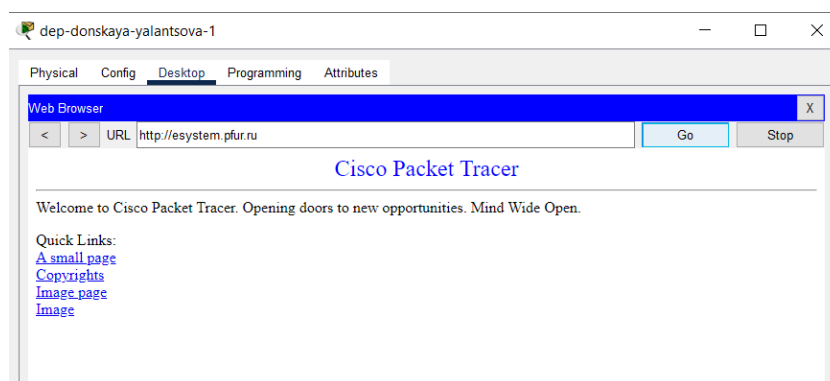 dep-donskaya-yalantsova-1
Physical Config Desktop Programming Attributes
Web Browser X
< > URL http://esystem.pfur.ru Go Stop
Cisco Packet Tracer
Welcome to Cisco Packet Tracer. Opening doors to new opportunities. Mind Wide Open.
Quick Links:
A small page
Copyrights
Image page
Image